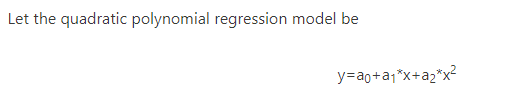 Let the quadratic polynomial regression model be
y=a₀+a₁*x+a₂*x²